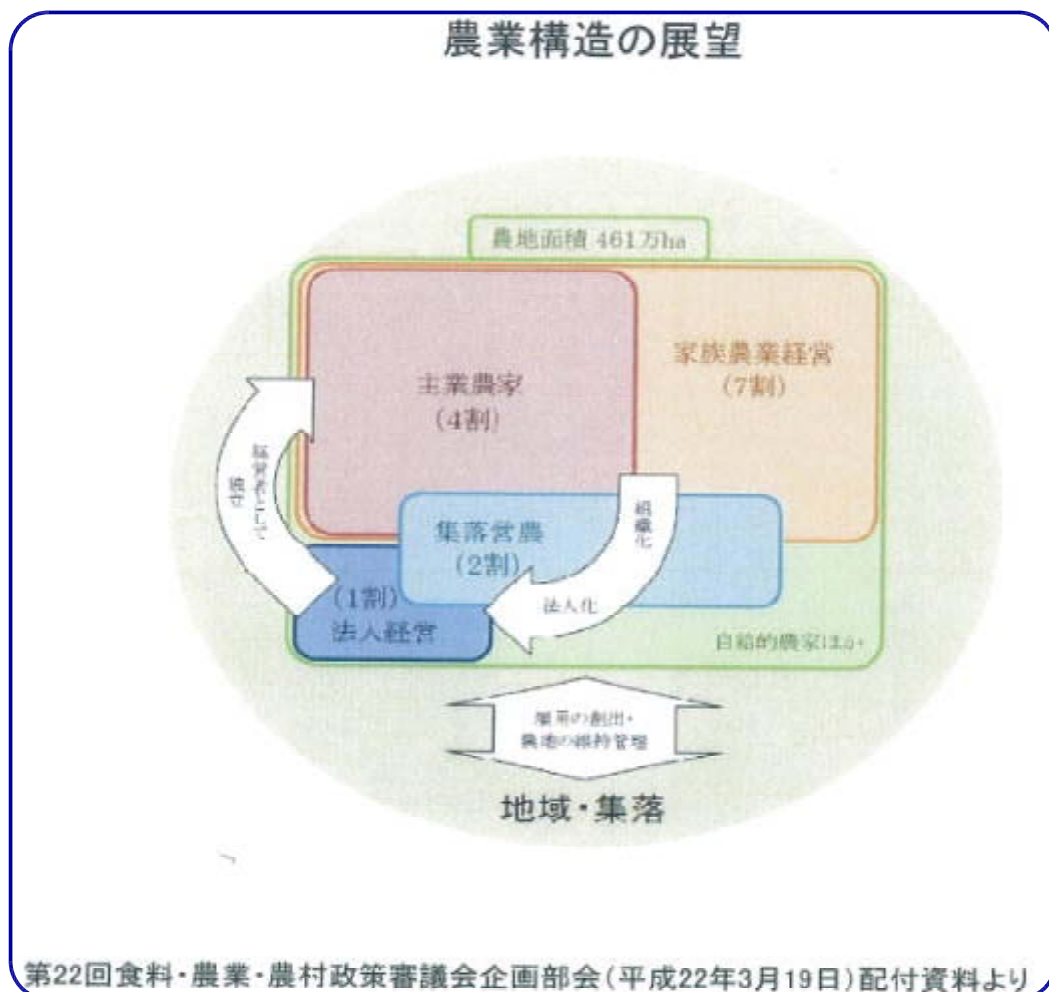 農業構造の展望
農地面積 461万ha
家族農業経営
(7割)
主業農家
(4割)
経営者として
独立
組織化
集落営農
(2割)
法人化
(1割)
法人経営
自給的農家ほか
雇用の創出・
農地の維持管理
地域・集落
第22回食料・農業・農村政策審議会企画部会(平成22年3月19日)配付資料より